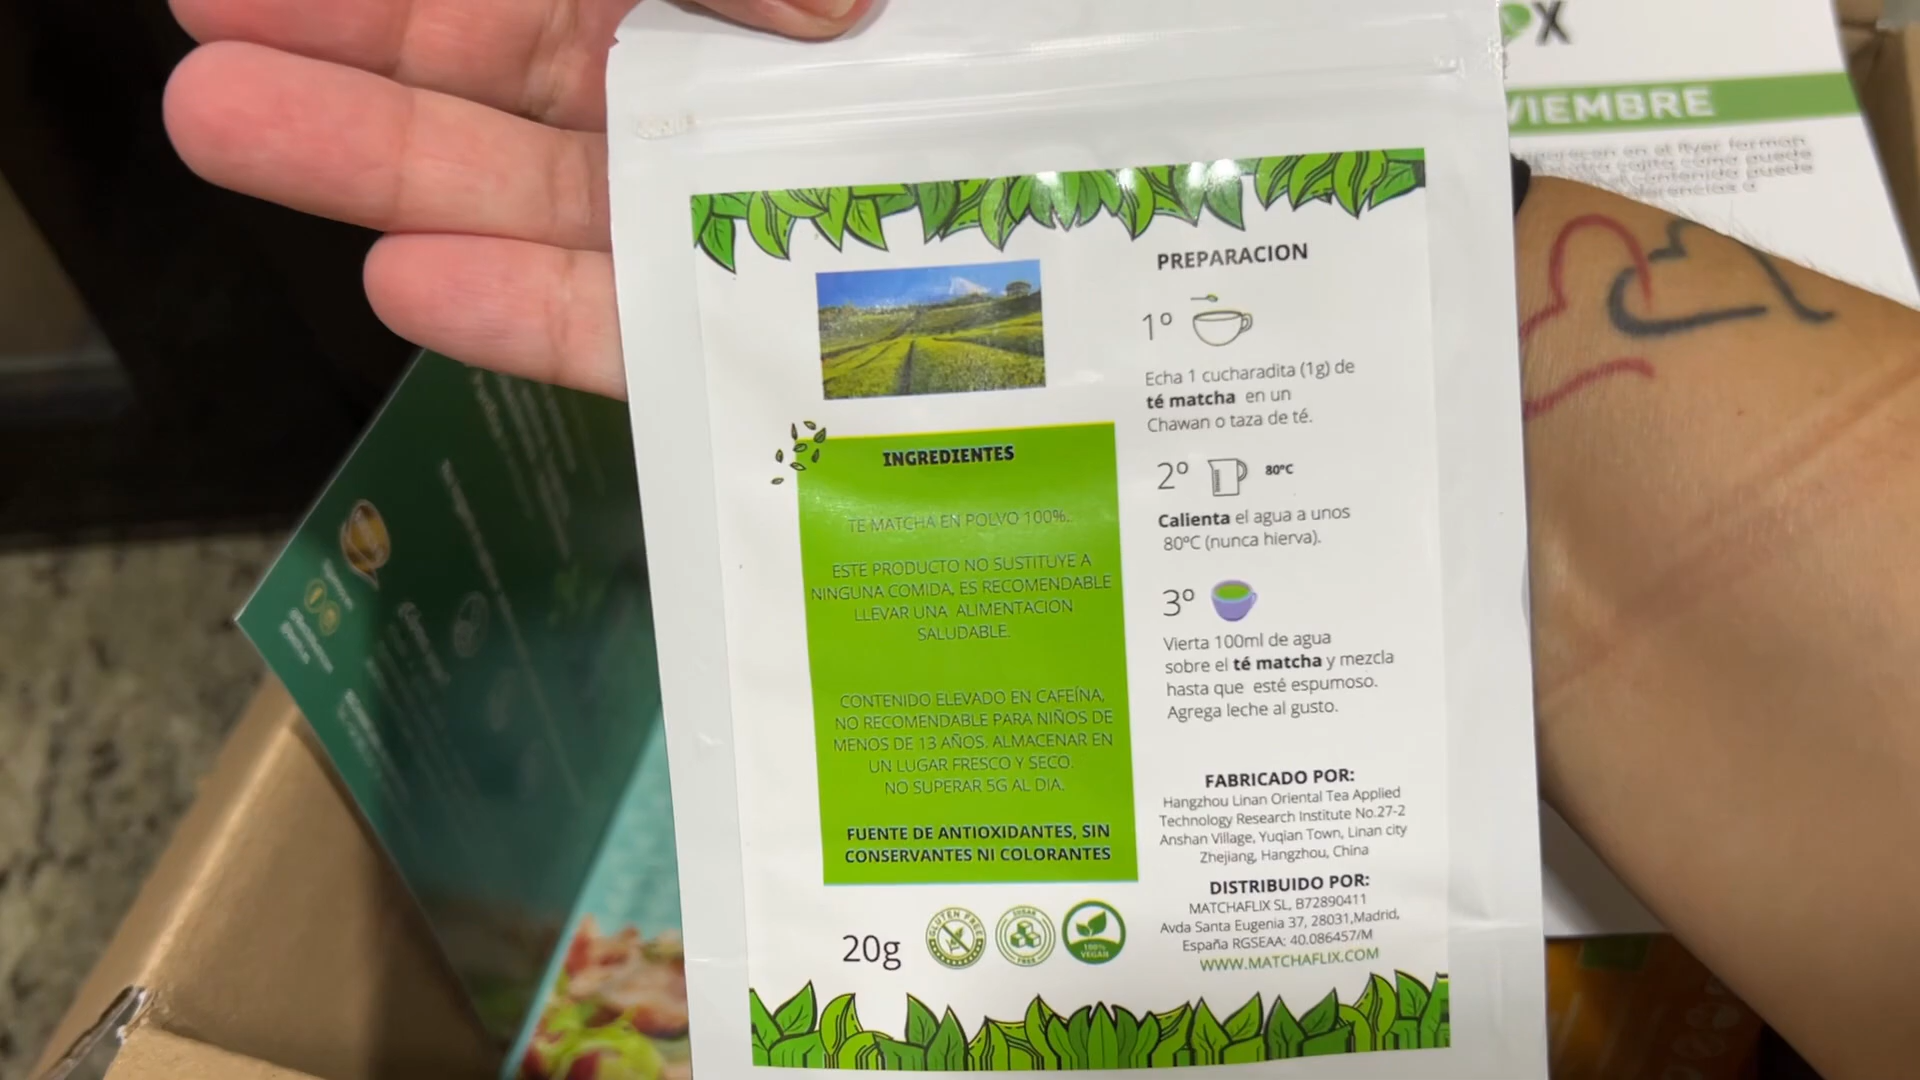 X
VIEMBRE
PREPARACION
1º
Echa 1 cucharadita (1g) de
té matcha en un
Chawan o taza de té.
2º 80ºC
Calienta el agua a unos
80ºC (nunca hierva).
3º
Vierta 100ml de agua
sobre el té matcha y mezcla
hasta que esté espumoso.
Agrega leche al gusto.
INGREDIENTES
TE MATCHA EN POLVO 100%..
ESTE PRODUCTO NO SUSTITUYE A
NINGUNA COMIDA, ES RECOMENDABLE
LLEVAR UNA ALIMENTACION
SALUDABLE.
CONTENIDO ELEVADO EN CAFEÍNA,
NO RECOMENDABLE PARA NIÑOS DE
MENOS DE 13 AÑOS. ALMACENAR EN
UN LUGAR FRESCO Y SECO.
NO SUPERAR 5G AL DIA.
FUENTE DE ANTIOXIDANTES, SIN
CONSERVANTES NI COLORANTES
20g
GLUTEN FREE
SUGAR FREE
100% VEGAN
FABRICADO POR:
Hangzhou Linan Oriental Tea Applied
Technology Research Institute No.27-2
Anshan Village, Yuqian Town, Linan city
Zhejiang, Hangzhou, China
DISTRIBUIDO POR:
MATCHAFLIX SL, B72890411
Avda Santa Eugenia 37, 28031,Madrid,
España RGSEAA: 40.086457/M
WWW.MATCHAFLIX.COM